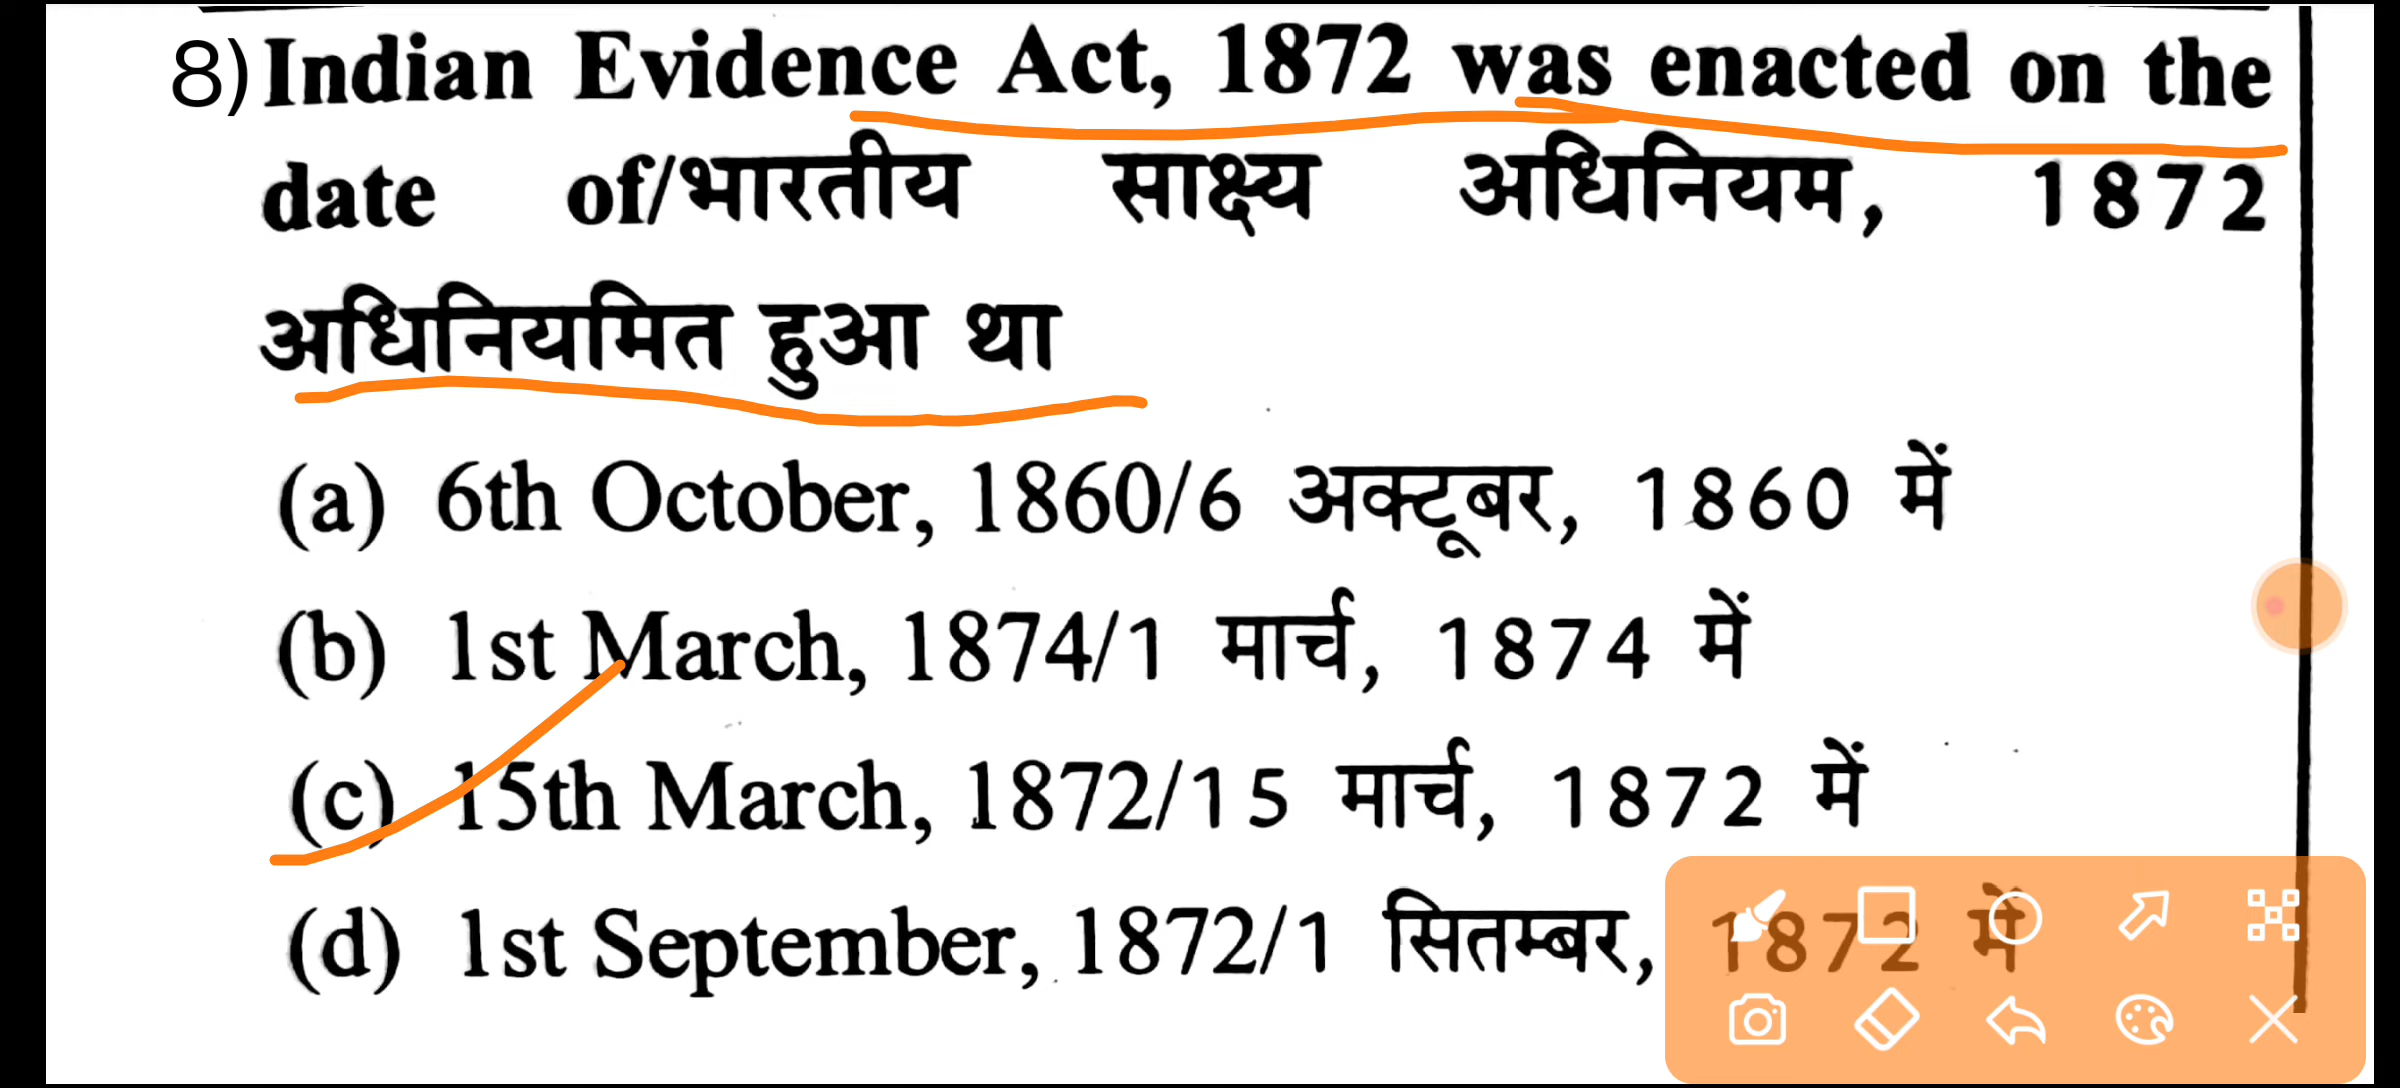 8) Indian Evidence Act, 1872 was enacted on the
date of/भारतीय साक्ष्य अधिनियम, 1872
अधिनियमित हुआ था
(a) 6th October, 1860/6 अक्टूबर, 1860 में
(b) 1st March, 1874/1 मार्च, 1874 में
(c) 15th March, 1872/15 मार्च, 1872 में
(d) 1st September, 1872/1 सितम्बर, 1872 में